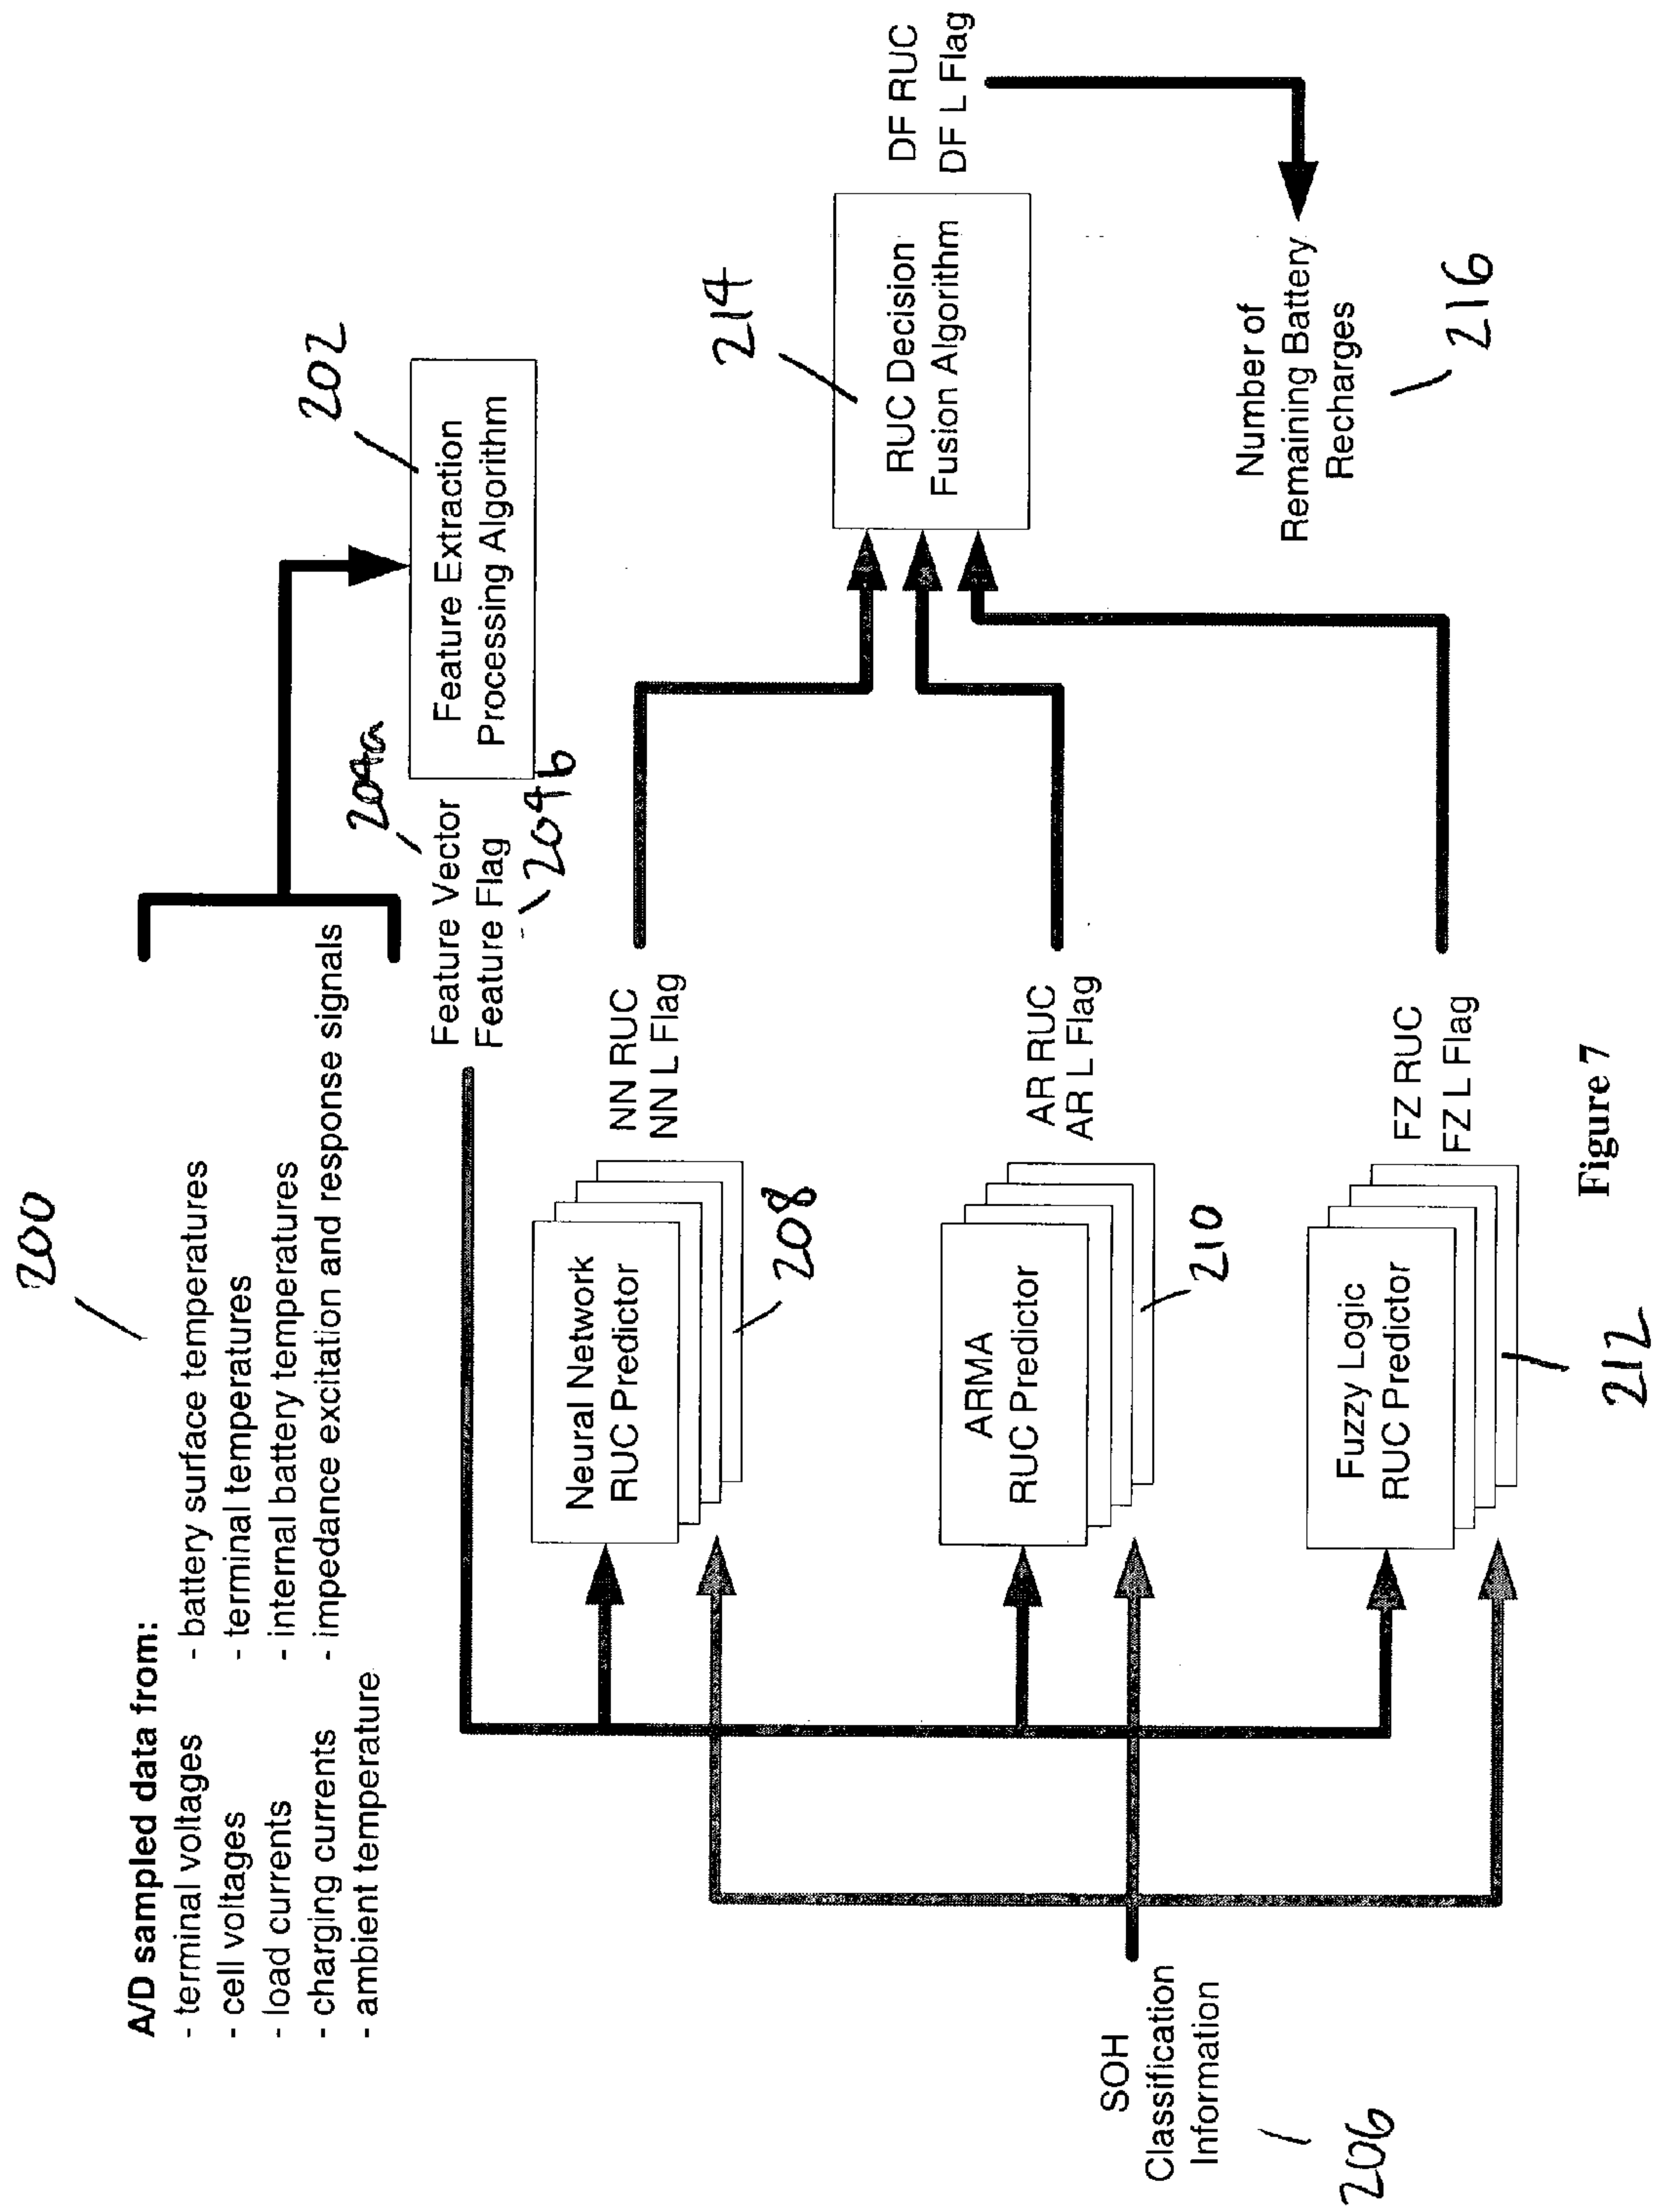 200
A/D sampled data from:
- terminal voltages
- cell voltages
- load currents
- charging currents
- ambient temperature
- battery surface temperatures
- terminal temperatures
- internal battery temperatures
- impedance excitation and response signals
202
Feature Extraction
Processing Algorithm
204a
Feature Vector
Feature Flag
204b
SOH
Classification
Information
206
Neural Network
RUC Predictor
208
NN RUC
NN L Flag
ARMA
RUC Predictor
210
AR RUC
AR L Flag
Fuzzy Logic
RUC Predictor
212
FZ RUC
FZ L Flag
214
RUC Decision
Fusion Algorithm
DF RUC
DF L Flag
Number of
Remaining Battery
Recharges
216
Figure 7